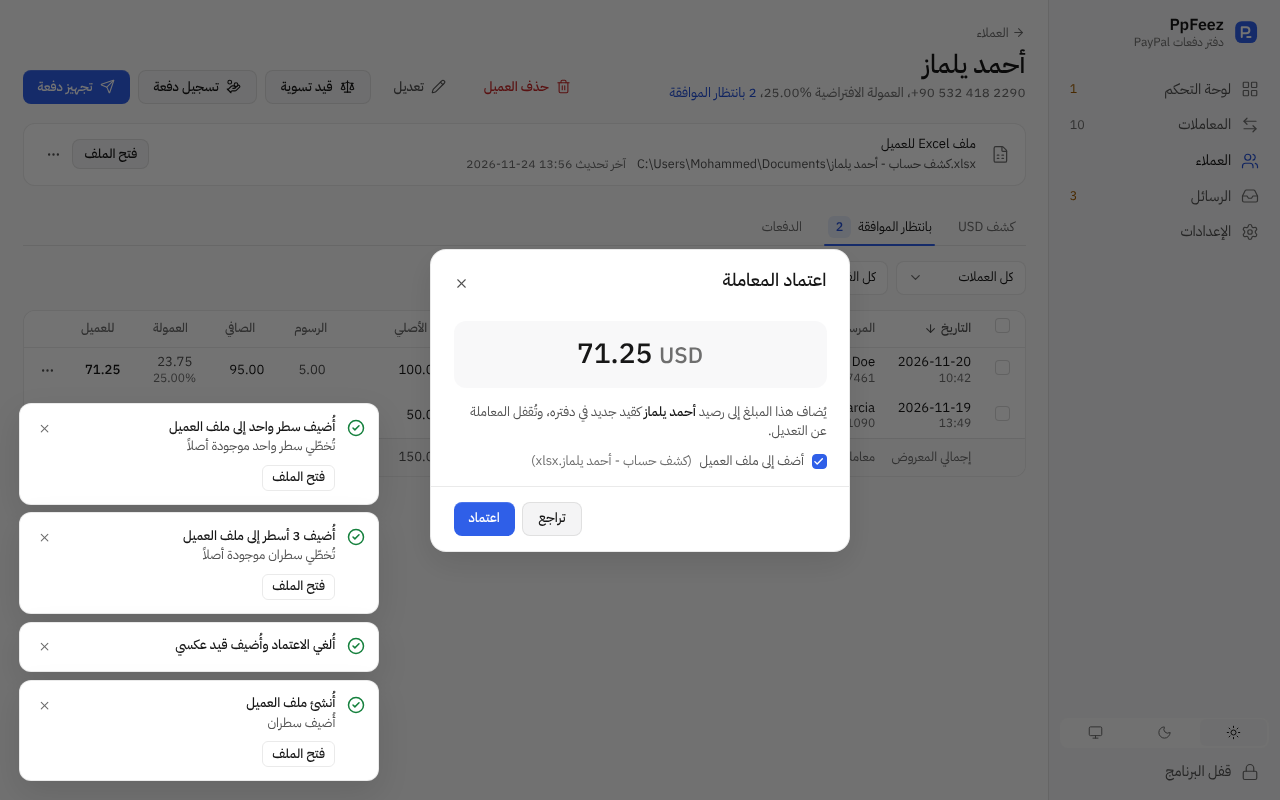 PpFeez
دفتر دفعات PayPal
لوحة التحكم 1
المعاملات 10
العملاء
الرسائل 3
الإعدادات
قفل البرنامج
العملاء
أحمد يلماز
+90 532 418 2290، العمولة الافتراضية 25.00%، 2 بانتظار الموافقة
حذف العميل
تعديل
قيد تسوية
تسجيل دفعة
تجهيز دفعة
ملف Excel للعميل
C:\Users\Mohammed\Documents\كشف حساب - أحمد يلماز.xlsx آخر تحديث 2026-11-24 13:56
فتح الملف
كشف USD
بانتظار الموافقة 2
الدفعات
كل العملات
كل
التاريخ ↓ الأصلي الرسوم الصافي العمولة للعميل
2026-11-20 Doe 5.00 95.00 23.75 71.25
10:42 7461 25.00%
2026-11-19
13:49 1090
إجمالي المعروض
اعتماد المعاملة
71.25 USD
يُضاف هذا المبلغ إلى رصيد أحمد يلماز كقيد جديد في دفتره، وتُقفل المعاملة
عن التعديل.
أضف إلى ملف العميل (كشف حساب - أحمد يلماز.xlsx)
تراجع
اعتماد
أُضيف سطر واحد إلى ملف العميل
تُخطّي سطر واحد موجودة أصلاً
فتح الملف
أُضيف 3 أسطر إلى ملف العميل
تُخطّي سطران موجودة أصلاً
فتح الملف
أُلغي الاعتماد وأُضيف قيد عكسي
أُنشئ ملف العميل
أُضيف سطران
فتح الملف